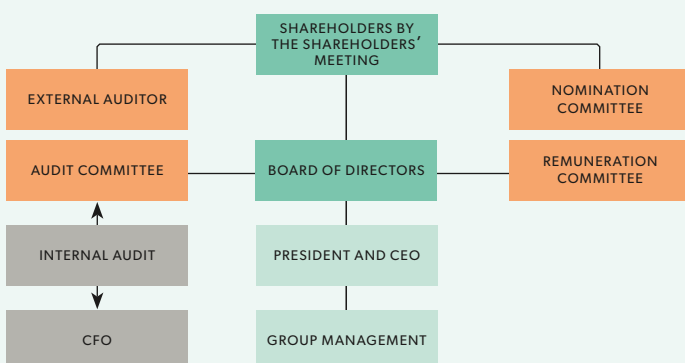 SHAREHOLDERS BY
THE SHAREHOLDERS'
MEETING
EXTERNAL AUDITOR
NOMINATION
COMMITTEE
AUDIT COMMITTEE
BOARD OF DIRECTORS
REMUNERATION
COMMITTEE
INTERNAL AUDIT
PRESIDENT AND CEO
CFO
GROUP MANAGEMENT